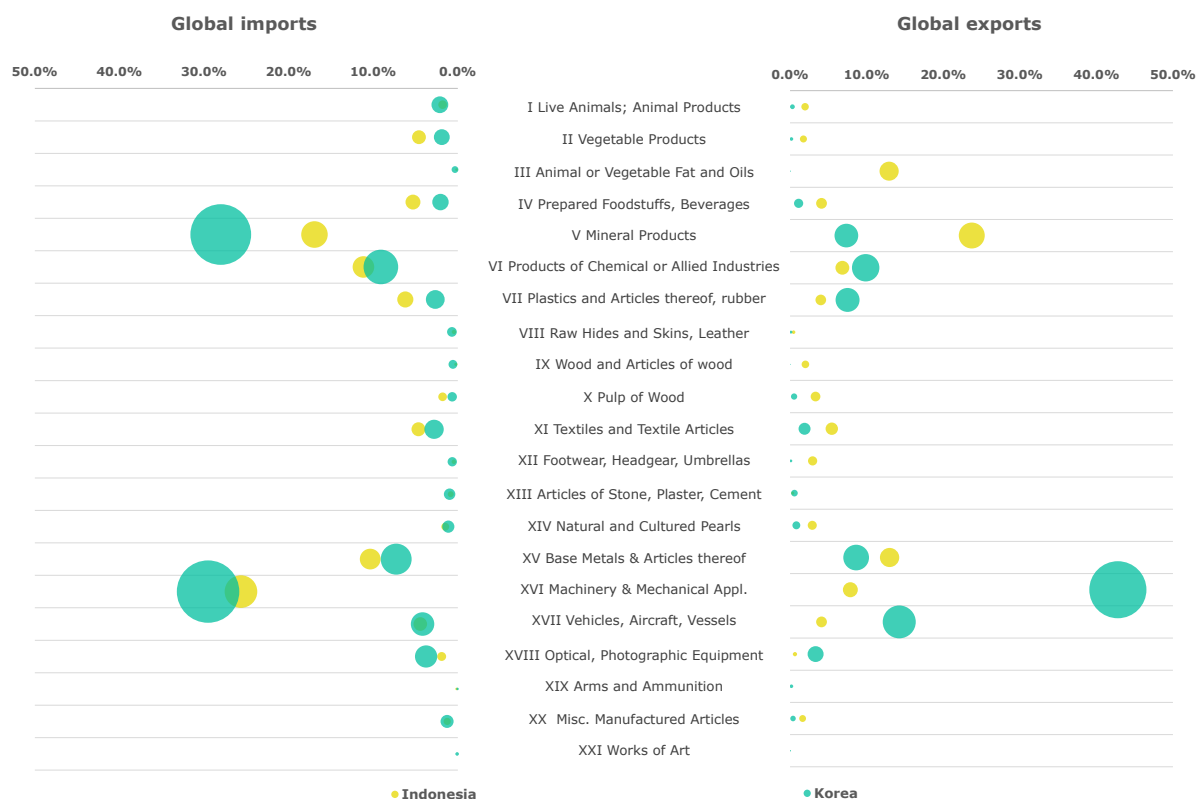 Global imports
Global exports
50.0% 40.0% 30.0% 20.0% 10.0% 0.0%
0.0% 10.0% 20.0% 30.0% 40.0% 50.0%
I Live Animals; Animal Products
II Vegetable Products
III Animal or Vegetable Fat and Oils
IV Prepared Foodstuffs, Beverages
V Mineral Products
VI Products of Chemical or Allied Industries
VII Plastics and Articles thereof, rubber
VIII Raw Hides and Skins, Leather
IX Wood and Articles of wood
X Pulp of Wood
XI Textiles and Textile Articles
XII Footwear, Headgear, Umbrellas
XIII Articles of Stone, Plaster, Cement
XIV Natural and Cultured Pearls
XV Base Metals & Articles thereof
XVI Machinery & Mechanical Appl.
XVII Vehicles, Aircraft, Vessels
XVIII Optical, Photographic Equipment
XIX Arms and Ammunition
XX  Misc. Manufactured Articles
XXI Works of Art
Indonesia
Korea